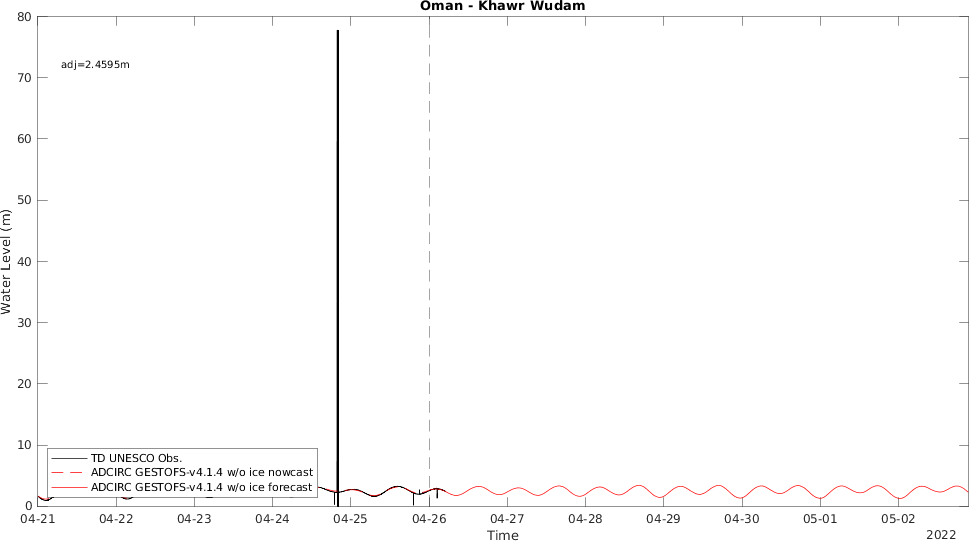 Oman - Khawr Wudam
adj=2.4595m
Water Level (m)
80
70
60
50
40
30
20
10
0
TD UNESCO Obs.
ADCIRC GESTOFS-v4.1.4 w/o ice nowcast
ADCIRC GESTOFS-v4.1.4 w/o ice forecast
04-21 04-22 04-23 04-24 04-25 04-26 04-27 04-28 04-29 04-30 05-01 05-02
Time
2022